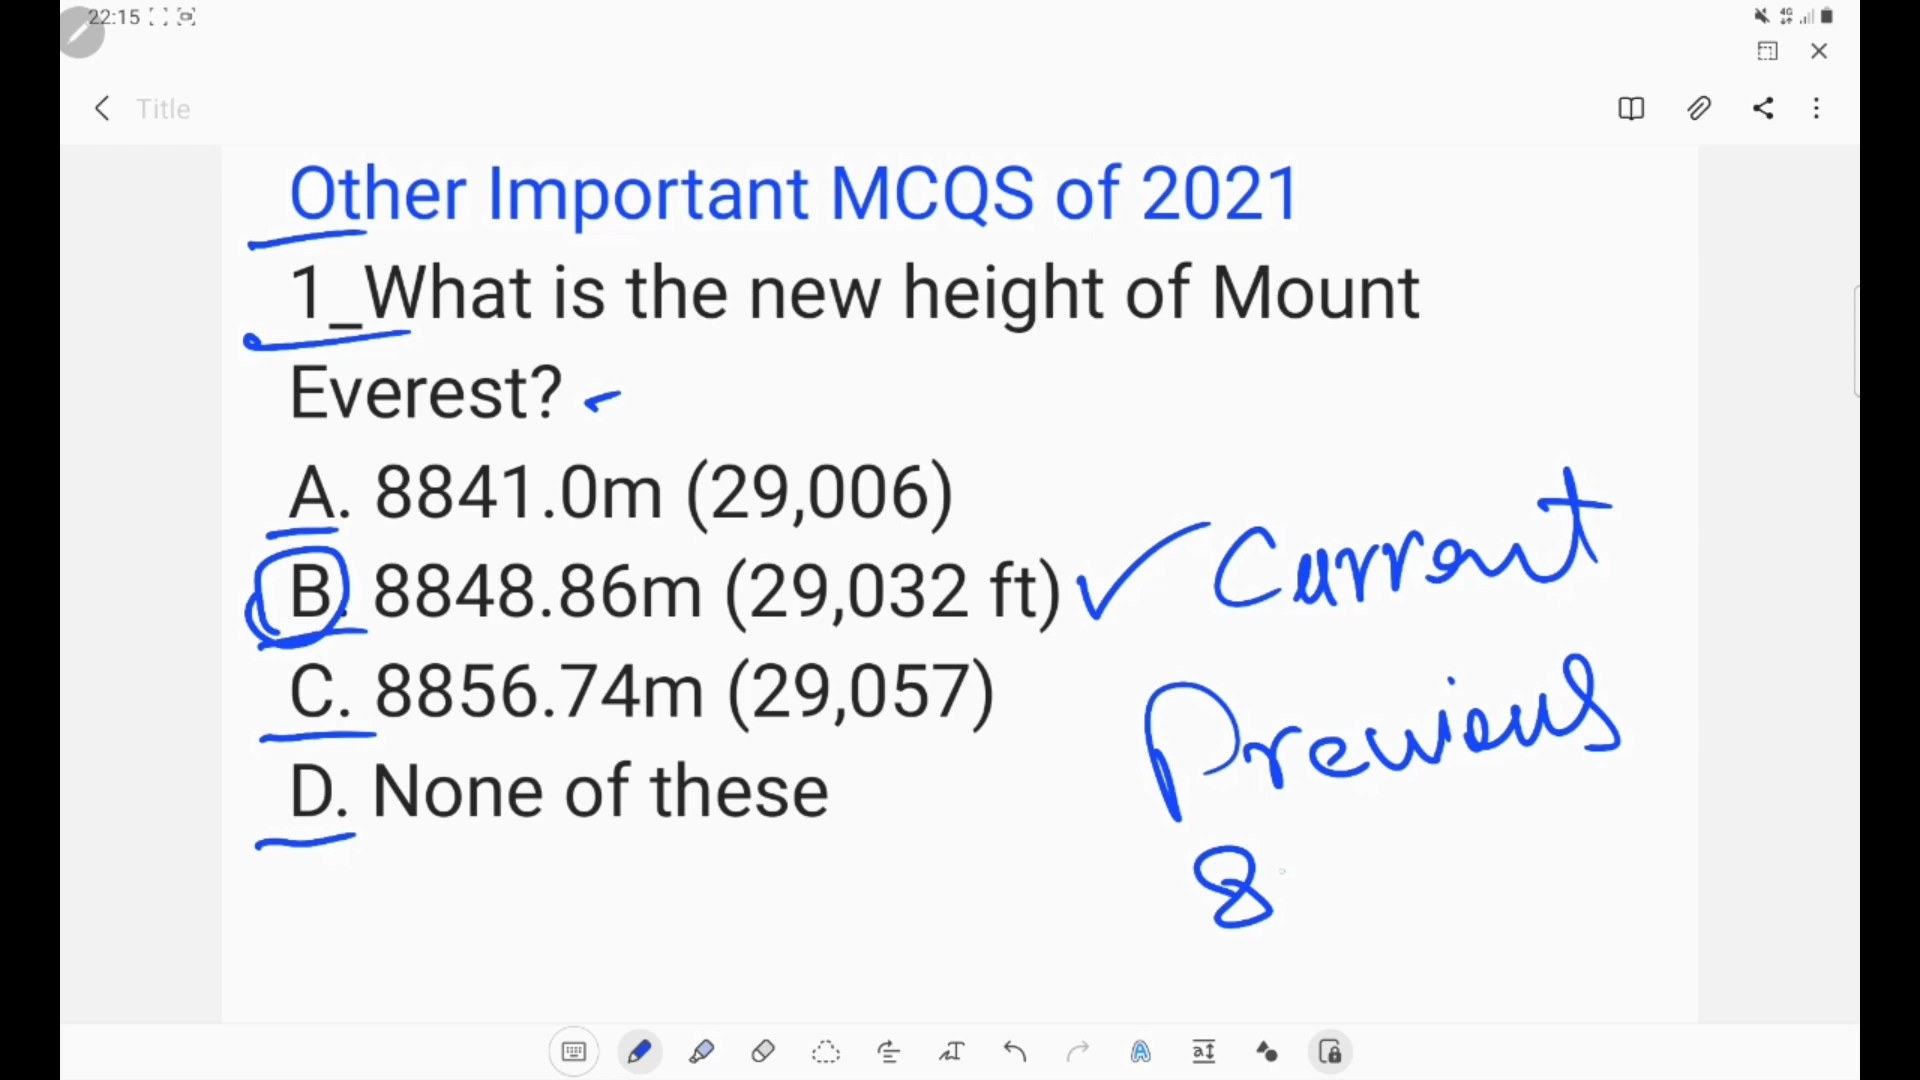 22:15
4G
Title
Other Important MCQS of 2021
1_What is the new height of Mount
Everest?
A. 8841.0m (29,006)
B. 8848.86m (29,032 ft) Current
C. 8856.74m (29,057) Previous
D. None of these
8